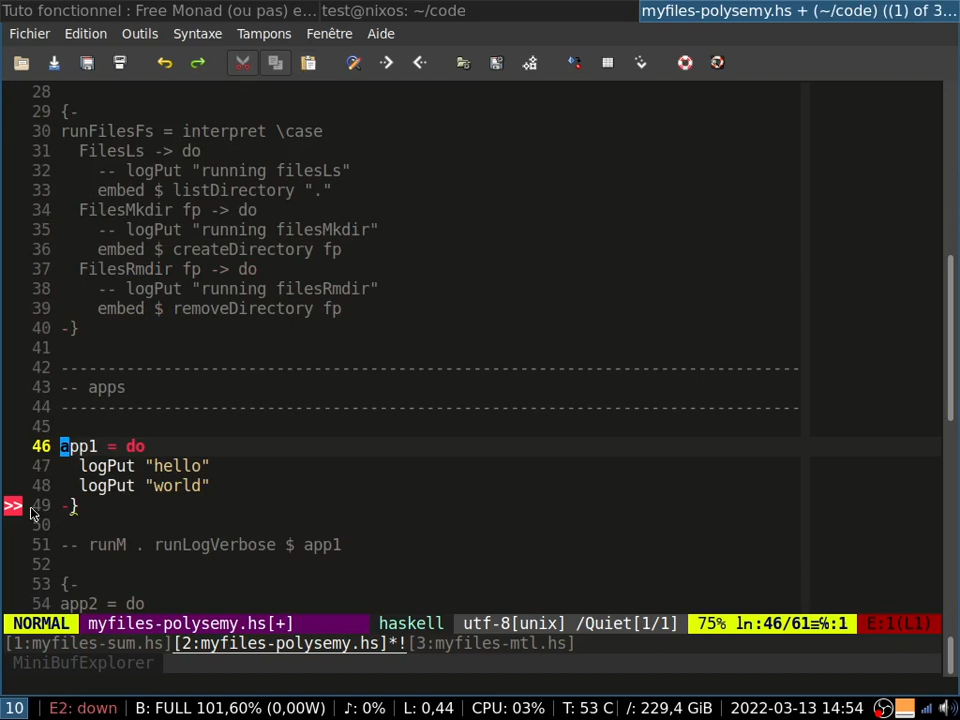 Tuto fonctionnel : Free Monad (ou pas) e... test@nixos: ~/code myfiles-polysemy.hs + (~/code) ((1) of 3...
Fichier Edition Outils Syntaxe Tampons Fenêtre Aide
28
29 {-
30 runFilesFs = interpret \case
31   FilesLs -> do
32     -- logPut "running filesLs"
33     embed $ listDirectory "."
34   FilesMkdir fp -> do
35     -- logPut "running filesMkdir"
36     embed $ createDirectory fp
37   FilesRmdir fp -> do
38     -- logPut "running filesRmdir"
39     embed $ removeDirectory fp
40 -}
41
42 -------------------------------------------------------------------------------
43 -- apps
44 -------------------------------------------------------------------------------
45
46 app1 = do
47   logPut "hello"
48   logPut "world"
>> 49 -}
50
51 -- runM . runLogVerbose $ app1
52
53 {-
54 app2 = do
NORMAL myfiles-polysemy.hs[+] haskell utf-8[unix] /Quiet[1/1] 75% ln:46/61≡℅:1 E:1(L1)
[1:myfiles-sum.hs][2:myfiles-polysemy.hs]*![3:myfiles-mtl.hs]
MiniBufExplorer
10 E2: down B: FULL 101,60% (0,00W) ♪: 0% L: 0,44 CPU: 03% T: 53 C /: 229,4 GiB 2022-03-13 14:54